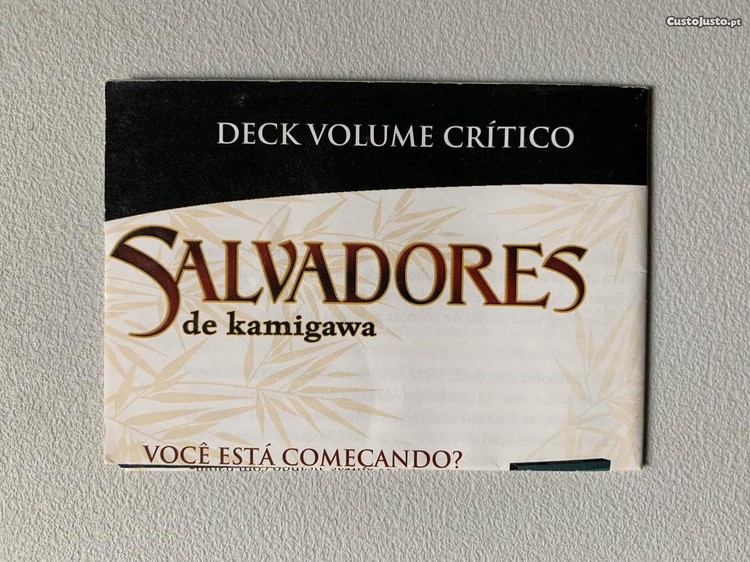 CustoJusto.pt
DECK VOLUME CRÍTICO
SALVADORES
de kamigawa
VOCÊ ESTÁ COMEÇANDO?